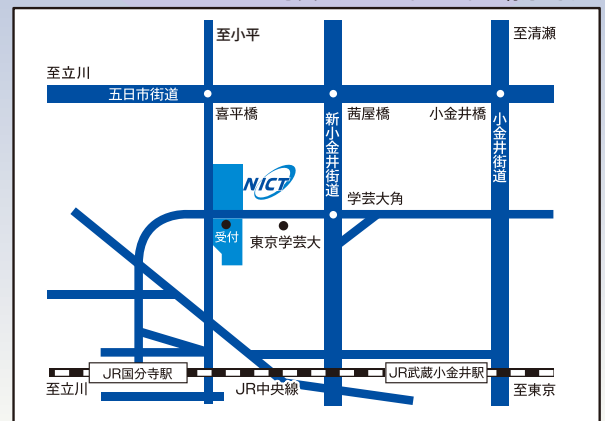 至小平
至清瀬
至立川
五日市街道
喜平橋
茜屋橋
小金井橋
新小金井街道
小金井街道
NICT
学芸大角
受付
東京学芸大
JR国分寺駅
JR武蔵小金井駅
至立川
JR中央線
至東京